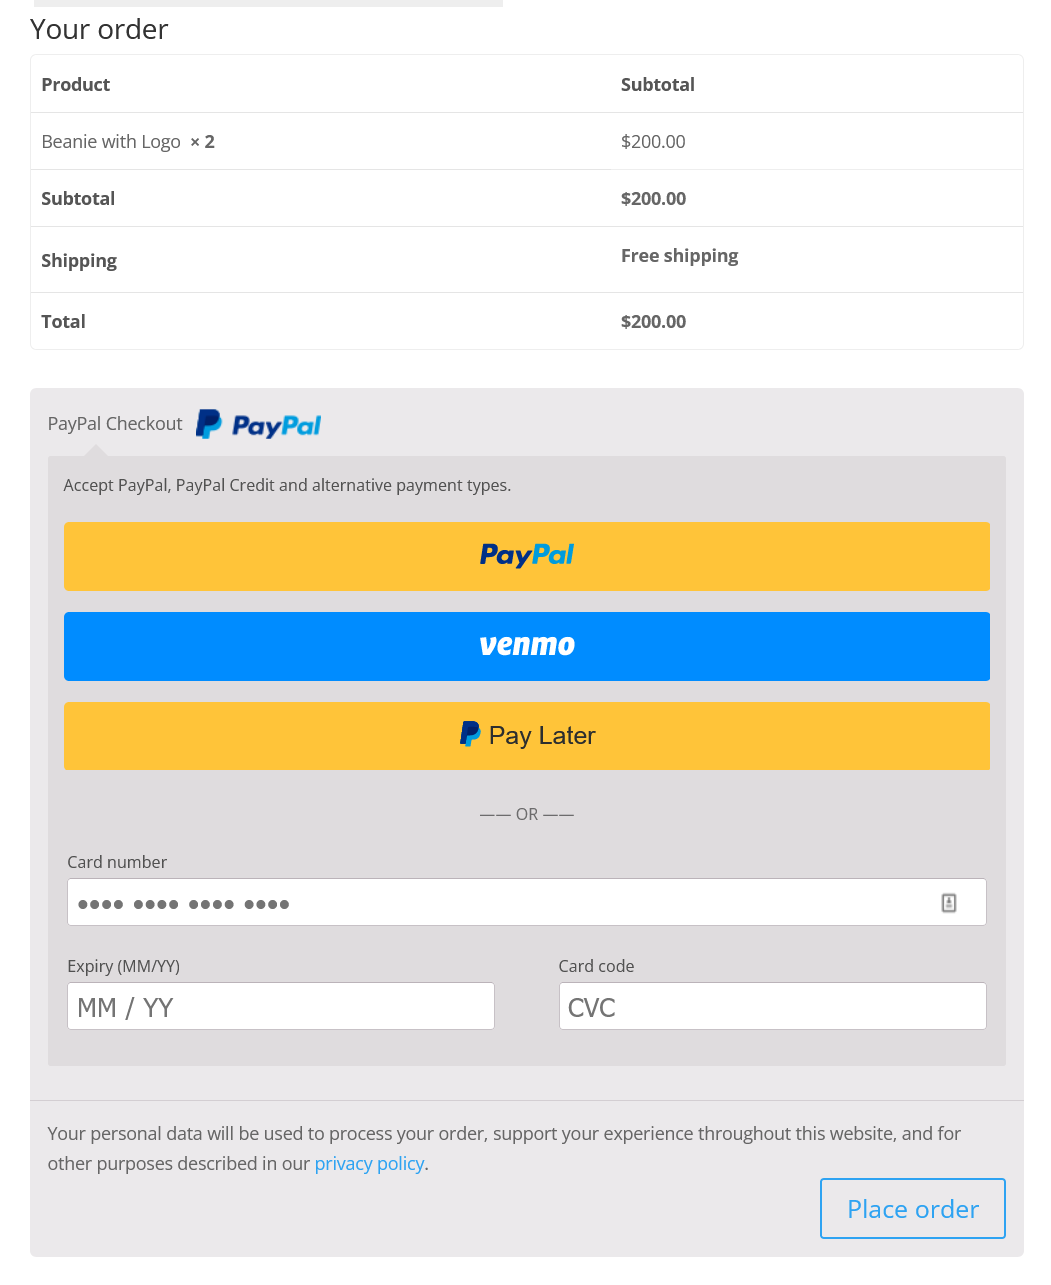 Your order
Product Subtotal
Beanie with Logo × 2 $200.00
Subtotal $200.00
Shipping Free shipping
Total $200.00
PayPal Checkout PayPal
Accept PayPal, PayPal Credit and alternative payment types.
PayPal
venmo
Pay Later
—— OR ——
Card number
•••• •••• •••• ••••
Expiry (MM/YY) Card code
MM / YY CVC
Your personal data will be used to process your order, support your experience throughout this website, and for
other purposes described in our privacy policy.
Place order